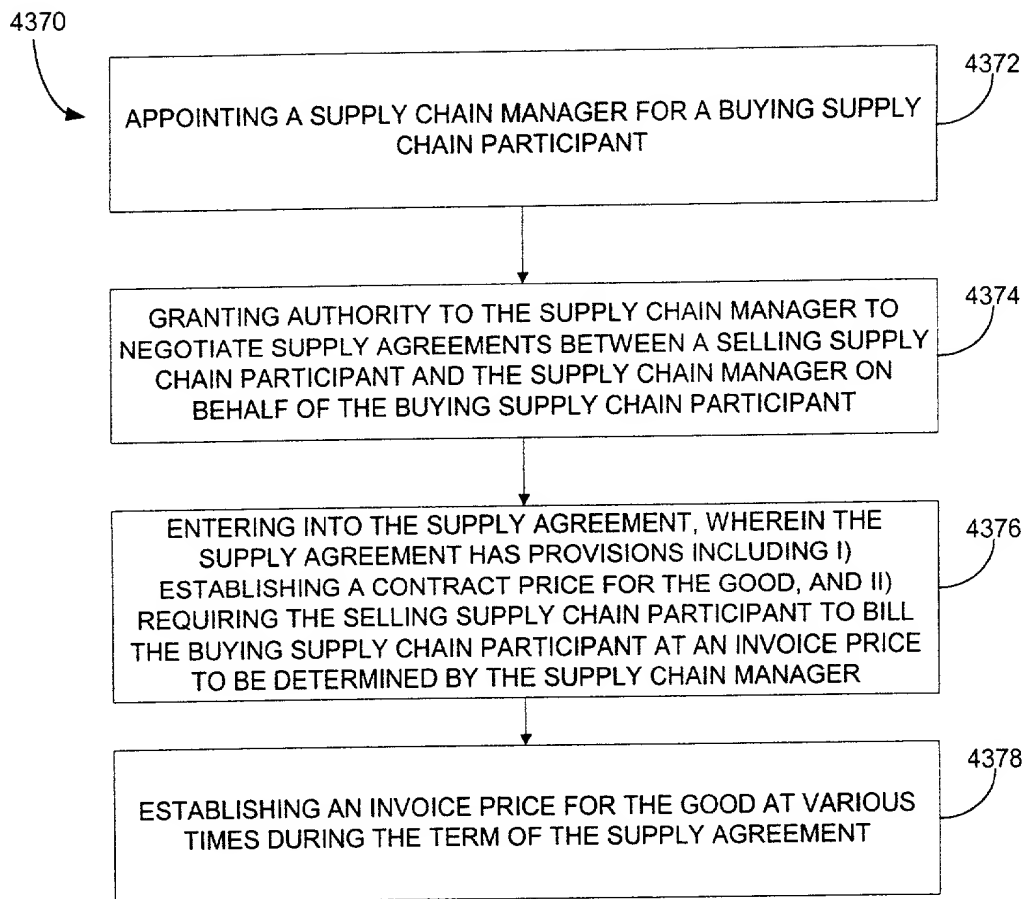 4370
4372
APPOINTING A SUPPLY CHAIN MANAGER FOR A BUYING SUPPLY
CHAIN PARTICIPANT
4374
GRANTING AUTHORITY TO THE SUPPLY CHAIN MANAGER TO
NEGOTIATE SUPPLY AGREEMENTS BETWEEN A SELLING SUPPLY
CHAIN PARTICIPANT AND THE SUPPLY CHAIN MANAGER ON
BEHALF OF THE BUYING SUPPLY CHAIN PARTICIPANT
4376
ENTERING INTO THE SUPPLY AGREEMENT, WHEREIN THE
SUPPLY AGREEMENT HAS PROVISIONS INCLUDING I)
ESTABLISHING A CONTRACT PRICE FOR THE GOOD, AND II)
REQUIRING THE SELLING SUPPLY CHAIN PARTICIPANT TO BILL
THE BUYING SUPPLY CHAIN PARTICIPANT AT AN INVOICE PRICE
TO BE DETERMINED BY THE SUPPLY CHAIN MANAGER
4378
ESTABLISHING AN INVOICE PRICE FOR THE GOOD AT VARIOUS
TIMES DURING THE TERM OF THE SUPPLY AGREEMENT